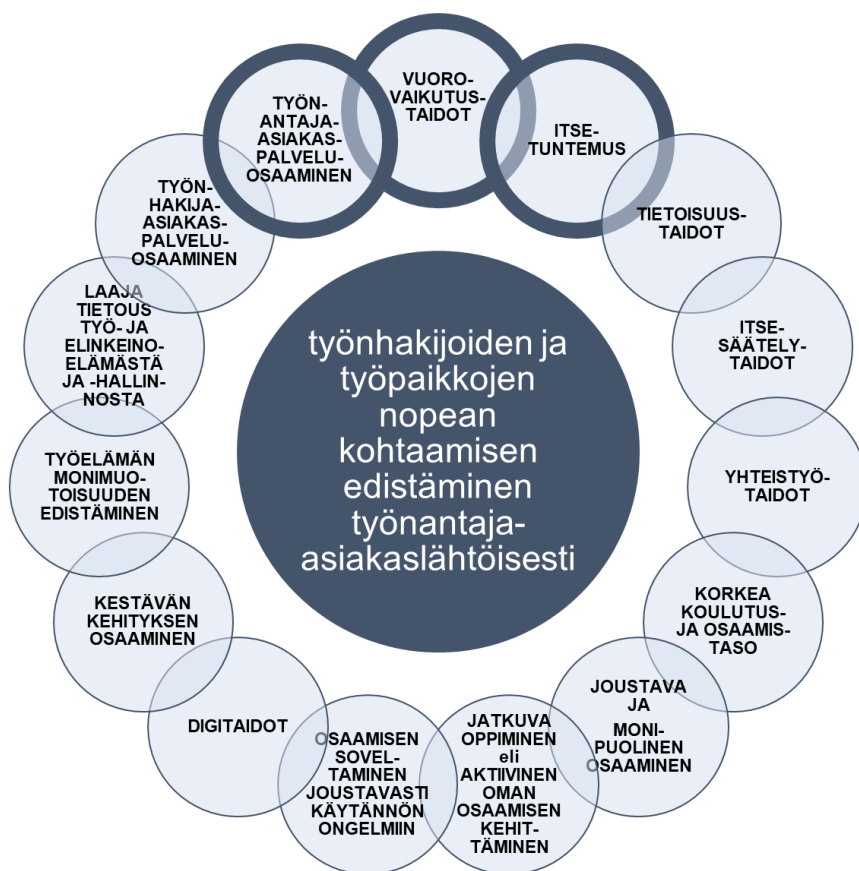 VUORO-
VAIKUTUS-
TAIDOT
ITSE-
TUNTEMUS
TIETOISUUS-
TAIDOT
ITSE-
SÄÄTELY-
TAIDOT
YHTEISTYÖ-
TAIDOT
KORKEA
KOULUTUS-
JA OSAAMIS-
TASO
JOUSTAVA
JA
MONI-
PUOLINEN
OSAAMINEN
JATKUVA
OPPIMINEN
eli
AKTIIVINEN
OMAN
OSAAMISEN
KEHIT-
TÄMINEN
OSAAMISEN
SOVEL-
TAMINEN
JOUSTAVASTI
KÄYTÄNNÖN
ONGELMIIN
DIGITAIDOT
KESTÄVÄN
KEHITYKSEN
OSAAMINEN
TYÖELÄMÄN
MONIMUO-
TOISUUDEN
EDISTÄMINEN
LAAJA
TIETOUS
TYÖ- JA
ELINKEINO-
ELÄMÄSTÄ
JA -HALLIN-
NOSTA
TYÖN-
HAKIJA-
ASIAKAS-
PALVELU-
OSAAMINEN
TYÖN-
ANTAJA-
ASIAKAS-
PALVELU-
OSAAMINEN
työnhakijoiden ja
työpaikkojen
nopean
kohtaamisen
edistäminen
työnantaja-
asiakaslähtöisesti